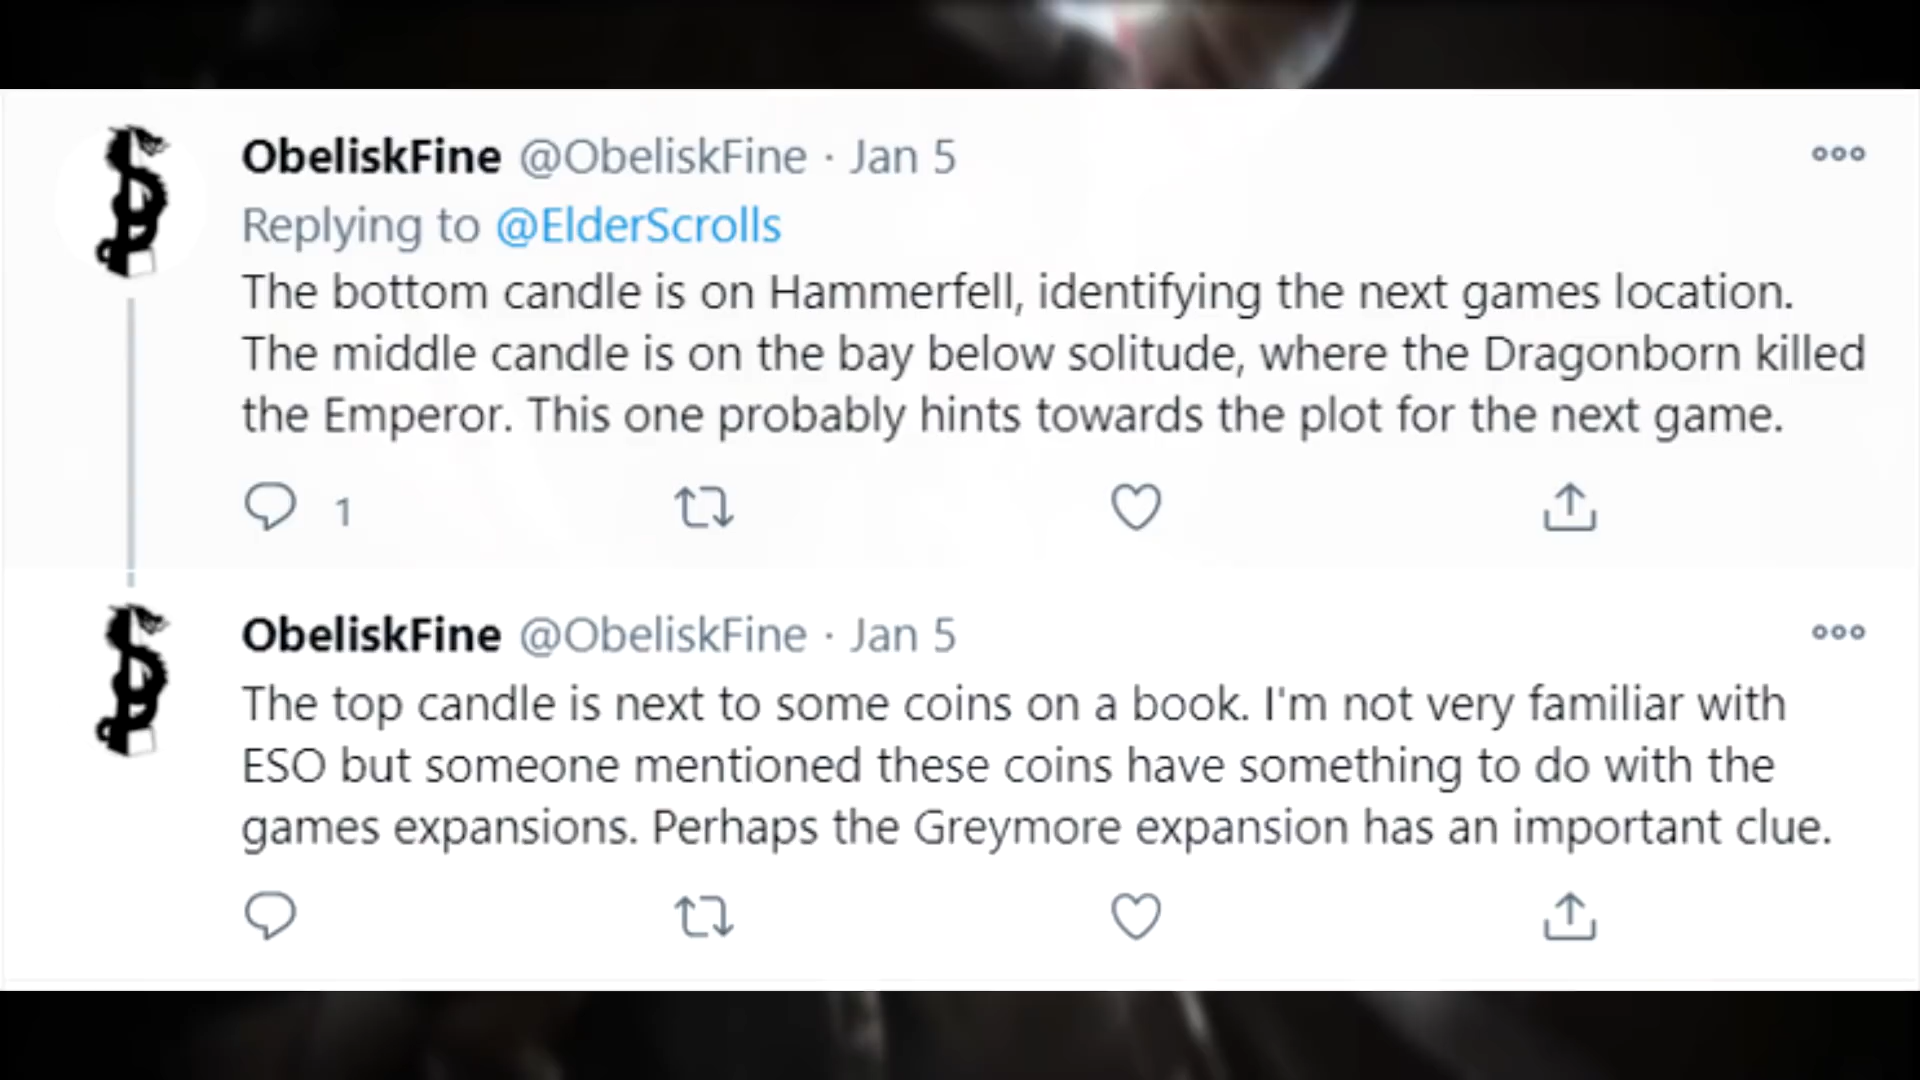 ObeliskFine @ObeliskFine · Jan 5
Replying to @ElderScrolls
The bottom candle is on Hammerfell, identifying the next games location.
The middle candle is on the bay below solitude, where the Dragonborn killed
the Emperor. This one probably hints towards the plot for the next game.
1
ObeliskFine @ObeliskFine · Jan 5
The top candle is next to some coins on a book. I'm not very familiar with
ESO but someone mentioned these coins have something to do with the
games expansions. Perhaps the Greymore expansion has an important clue.